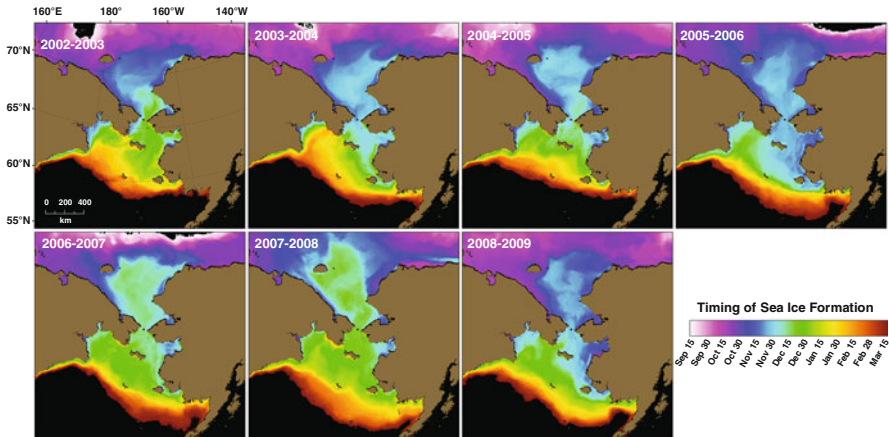 160°E 180° 160°W 140°W
70°N
65°N
60°N
55°N
2002-2003
2003-2004
2004-2005
2005-2006
0 200 400
km
2006-2007
2007-2008
2008-2009
Timing of Sea Ice Formation
Sep 15
Sep 30
Oct 15
Oct 30
Nov 15
Nov 30
Dec 15
Dec 30
Jan 15
Jan 30
Feb 15
Feb 28
Mar 15